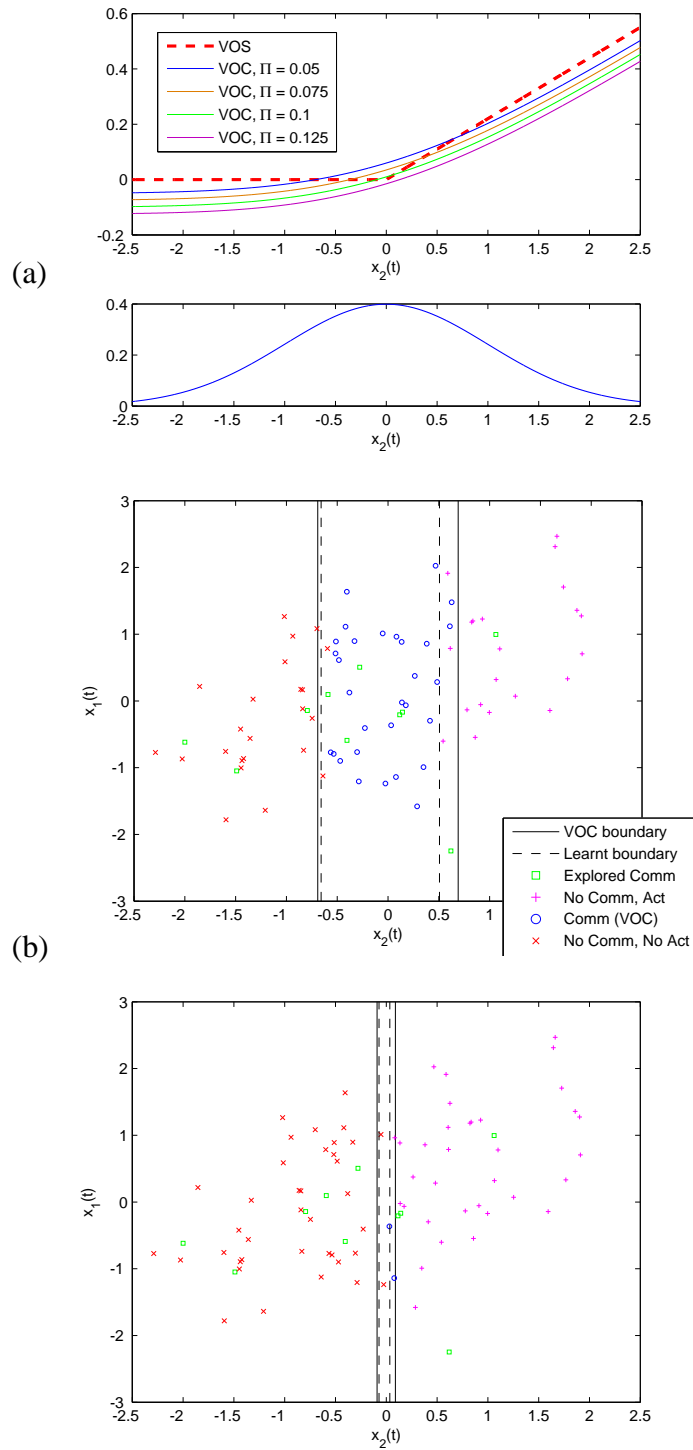 0.6
0.4
0.2
0
-0.2
VOS
VOC, Π = 0.05
VOC, Π = 0.075
VOC, Π = 0.1
VOC, Π = 0.125
-2.5 -2 -1.5 -1 -0.5 0 0.5 1 1.5 2 2.5
x2(t)
(a)
0.4
0.2
0
-2.5 -2 -1.5 -1 -0.5 0 0.5 1 1.5 2 2.5
x2(t)
3
2
1
0
-1
-2
-3
x1(t)
-2.5 -2 -1.5 -1 -0.5 0 0.5 1
x2(t)
VOC boundary
Learnt boundary
Explored Comm
No Comm, Act
Comm (VOC)
No Comm, No Act
(b)
3
2
1
0
-1
-2
-3
x1(t)
-2.5 -2 -1.5 -1 -0.5 0 0.5 1 1.5 2 2.5
x2(t)